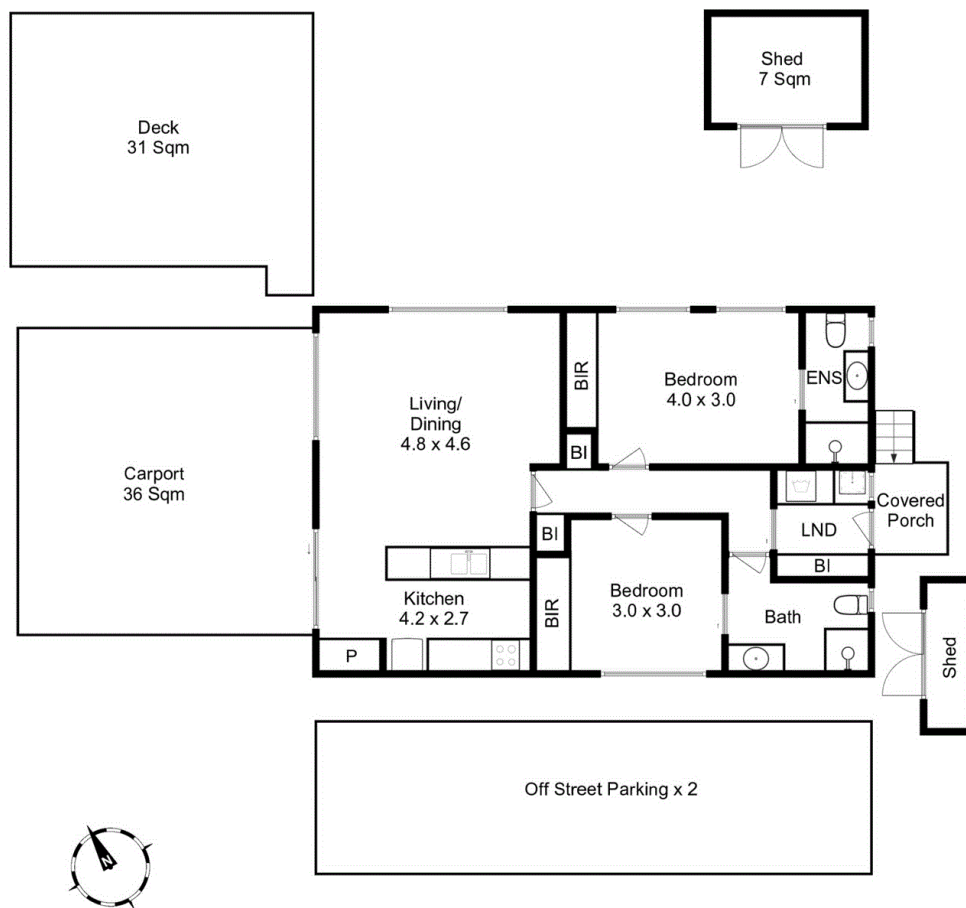 Shed
7 Sqm
Deck
31 Sqm
BIR
Bedroom
4.0 x 3.0
ENS
Living/
Dining
4.8 x 4.6
BI
Carport
36 Sqm
Covered
Porch
BI
LND
BI
Kitchen
4.2 x 2.7
BIR
Bedroom
3.0 x 3.0
Bath
P
Shed
Off Street Parking x 2
N